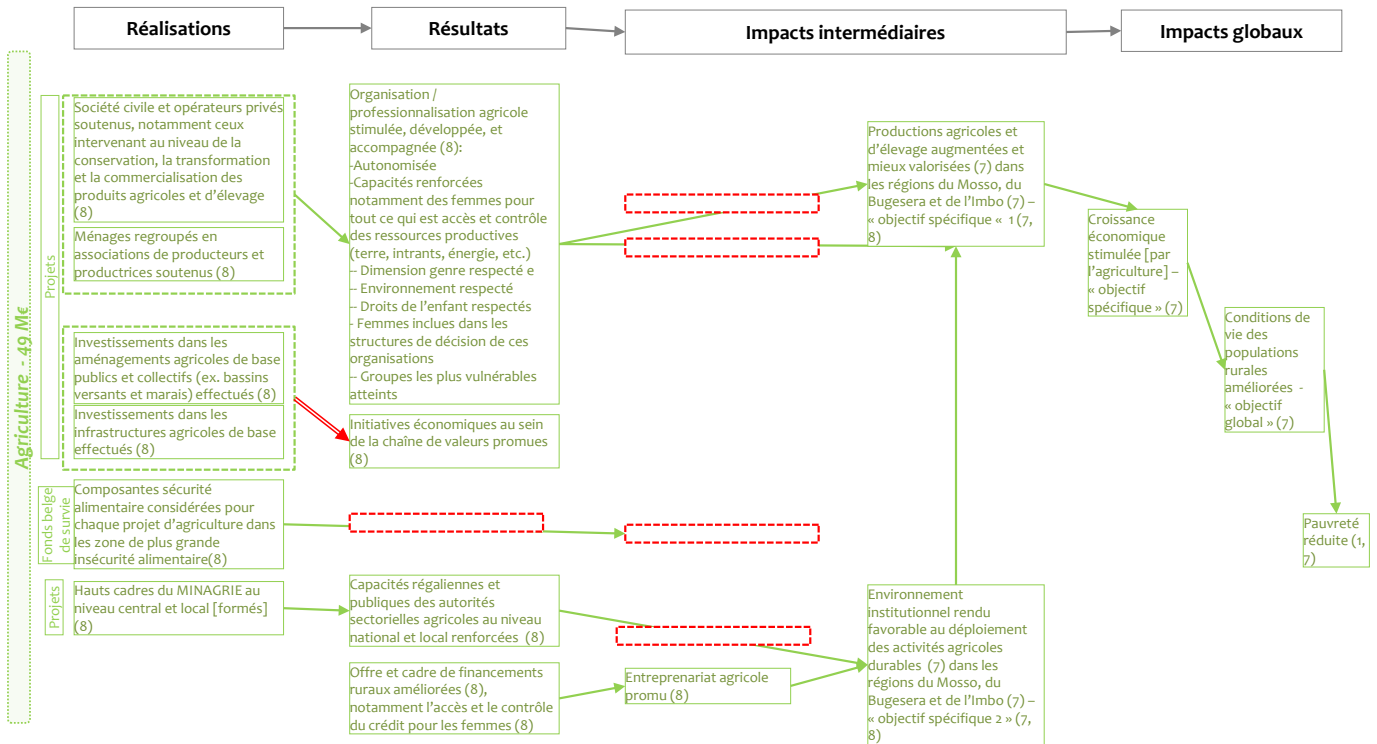 Réalisations
Résultats
Impacts intermédiaires
Impacts globaux
Agriculture - 49 M€
Projets
Société civile et opérateurs privés
soutenus, notamment ceux
intervenant au niveau de la
conservation, la transformation
et la commercialisation des
produits agricoles et d'élevage
(8)
Ménages regroupés en
associations de producteurs et
productrices soutenus (8)
Investissements dans les
aménagements agricoles de base
publics et collectifs (ex. bassins
versants et marais) effectués (8)
Investissements dans les
infrastructures agricoles de base
effectués (8)
Fonds belge
de survie
Composantes sécurité
alimentaire considérées pour
chaque projet d'agriculture dans
les zone de plus grande
insécurité alimentaire(8)
Projets
Hauts cadres du MINAGRIE au
niveau central et local [formés]
(8)
Organisation /
professionnalisation agricole
stimulée, développée, et
accompagnée (8):
-Autonomisée
-Capacités renforcées
notamment des femmes pour
tout ce qui est accès et contrôle
des ressources productives
(terre, intrants, énergie, etc.)
-- Dimension genre respecté e
-- Environnement respecté
-- Droits de l'enfant respectés
- Femmes inclues dans les
structures de décision de ces
organisations
-- Groupes les plus vulnérables
atteints
Initiatives économiques au sein
de la chaîne de valeurs promues
(8)
Capacités régaliennes et
publiques des autorités
sectorielles agricoles au niveau
national et local renforcées (8)
Offre et cadre de financements
ruraux améliorées (8),
notamment l'accès et le contrôle
du crédit pour les femmes (8)
Entreprenariat agricole
promu (8)
Productions agricoles et
d'élevage augmentées et
mieux valorisées (7) dans
les régions du Mosso, du
Bugesera et de l'Imbo (7) –
« objectif spécifique « 1 (7,
8)
Environnement
institutionnel rendu
favorable au déploiement
des activités agricoles
durables (7) dans les
régions du Mosso, du
Bugesera et de l'Imbo (7) –
« objectif spécifique 2 » (7,
8)
Croissance
économique
stimulée [par
l'agriculture] –
« objectif
spécifique » (7)
Conditions de
vie des
populations
rurales
améliorées -
« objectif
global » (7)
Pauvreté
réduite (1,
7)